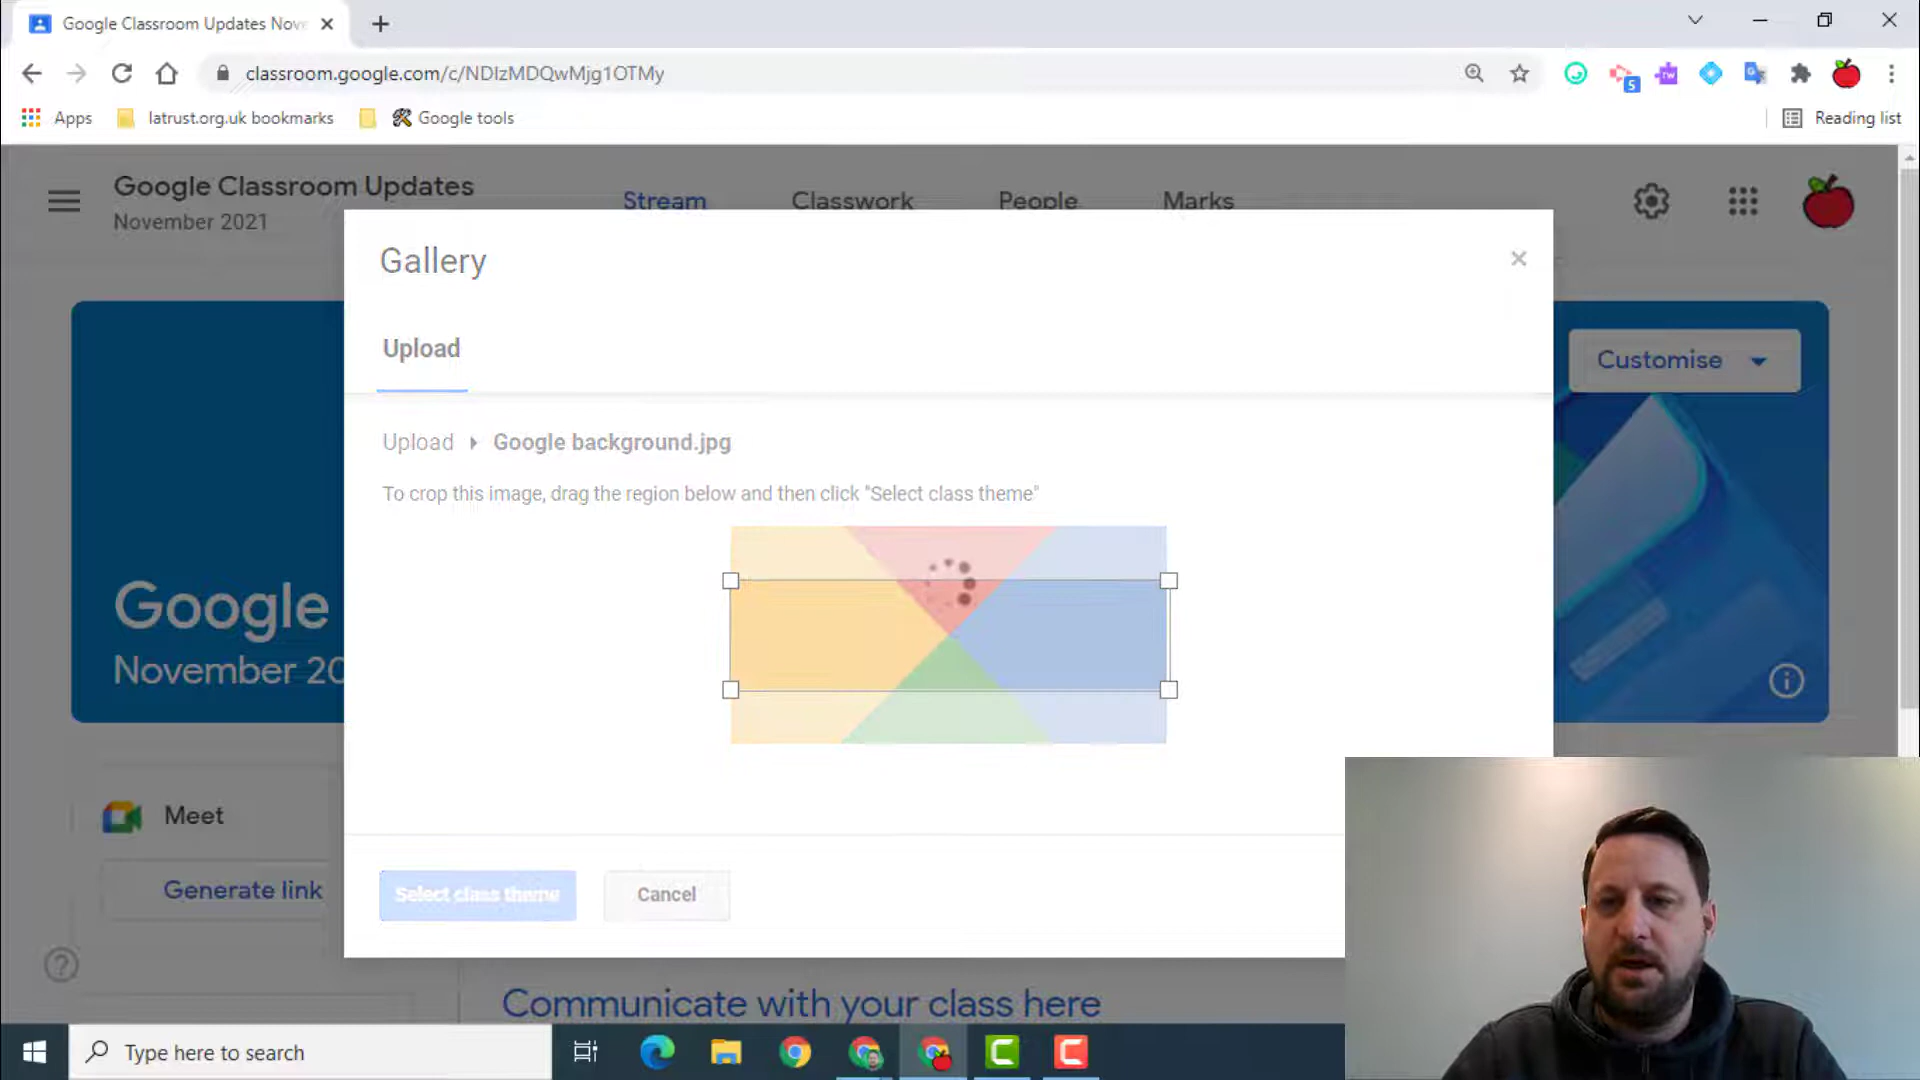 Google Classroom Updates Nove
classroom.google.com/c/NDIzMDQwMjg1OTMy
5
Apps
latrust.org.uk bookmarks
Google tools
Reading list
Google Classroom Updates
November 2021
Stream
Classwork
People
Marks
Gallery
Upload
Customise
Upload
Google background.jpg
To crop this image, drag the region below and then click "Select class theme"
Google
November 20
Meet
Generate link
Select class theme
Cancel
Communicate with your class here
Type here to search